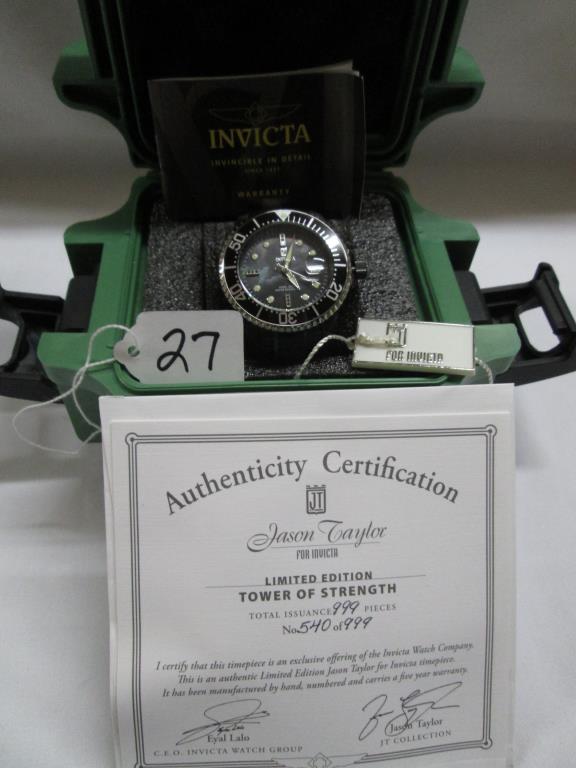 INVICTA
INVINCIBLE IN DETAIL
SINCE 1837
WARRANTY
50
20
30
27
JT
FOR INVICTA
Authenticity Certification
JT
Jason Taylor
FOR INVICTA
LIMITED EDITION
TOWER OF STRENGTH
TOTAL ISSUANCE 999 PIECES
No. 540 of 999
I certify that this timepiece is an exclusive offering of the Invicta Watch Company.
This is an authentic Limited Edition Jason Taylor for Invicta timepiece.
It has been manufactured by hand, numbered and carries a five year warranty.
Eyal Lalo
C.E.O. INVICTA WATCH GROUP
Jason Taylor
JT COLLECTION